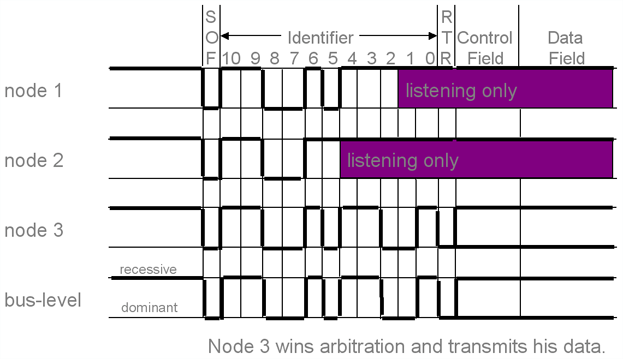 S O F
R T R
Identifier
Control Field
Data Field
10 9 8 7 6 5 4 3 2 1 0
node 1
listening only
node 2
listening only
node 3
recessive
bus-level
dominant
Node 3 wins arbitration and transmits his data.